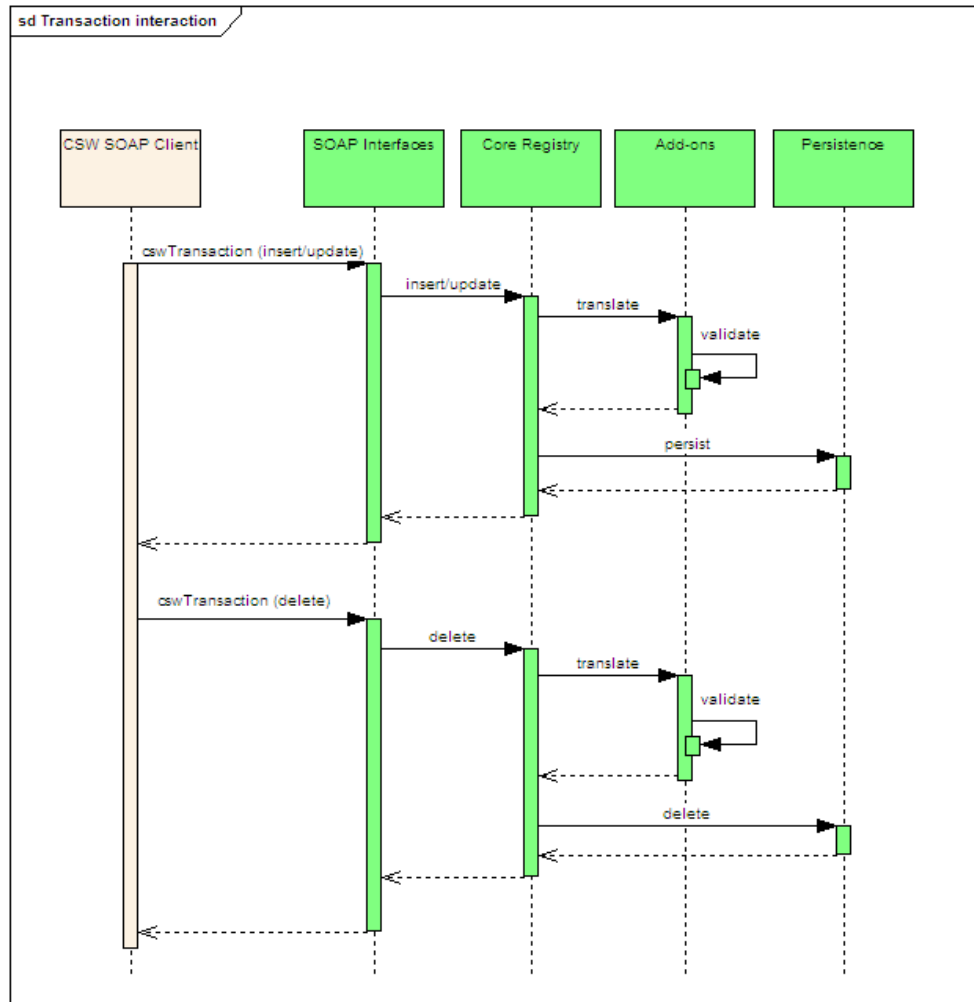 sd Transaction interaction
CSW SOAP Client
SOAP Interfaces
Core Registry
Add-ons
Persistence
cswTransaction (insert/update)
insert/update
translate
validate
persist
cswTransaction (delete)
delete
translate
validate
delete